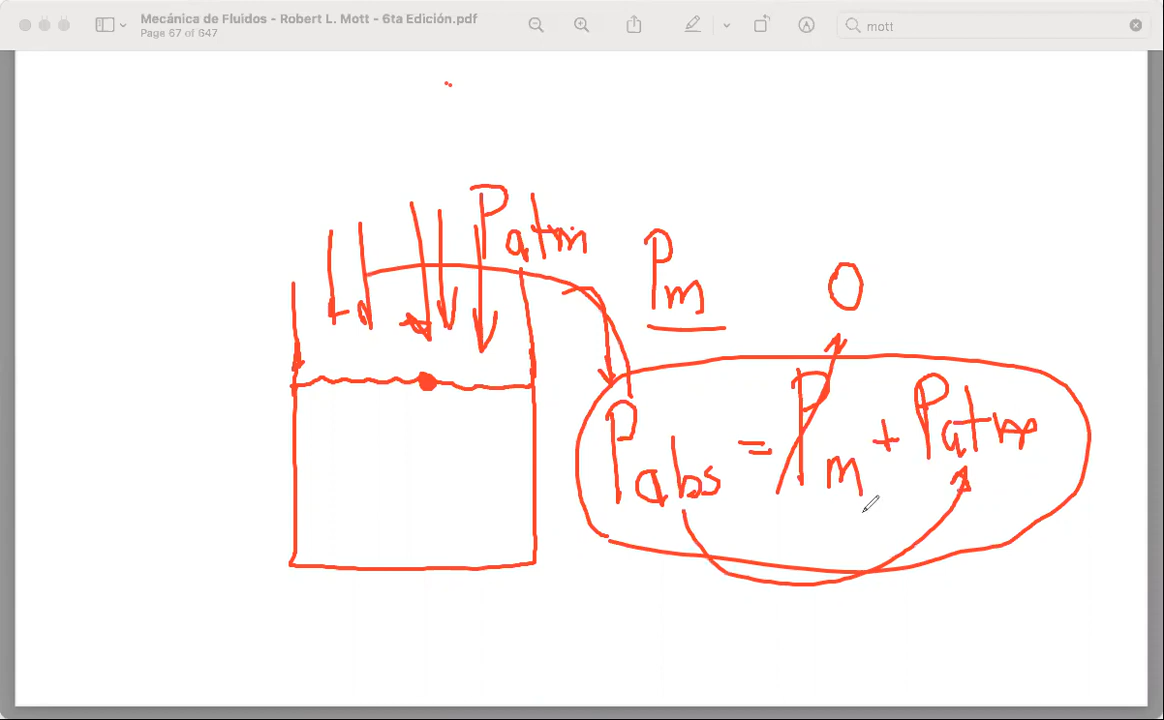 Mecánica de Fluidos - Robert L. Mott - 6ta Edición.pdf
Page 67 of 647
mott
Patm
Pm
0
Pabs = Pm + Patm